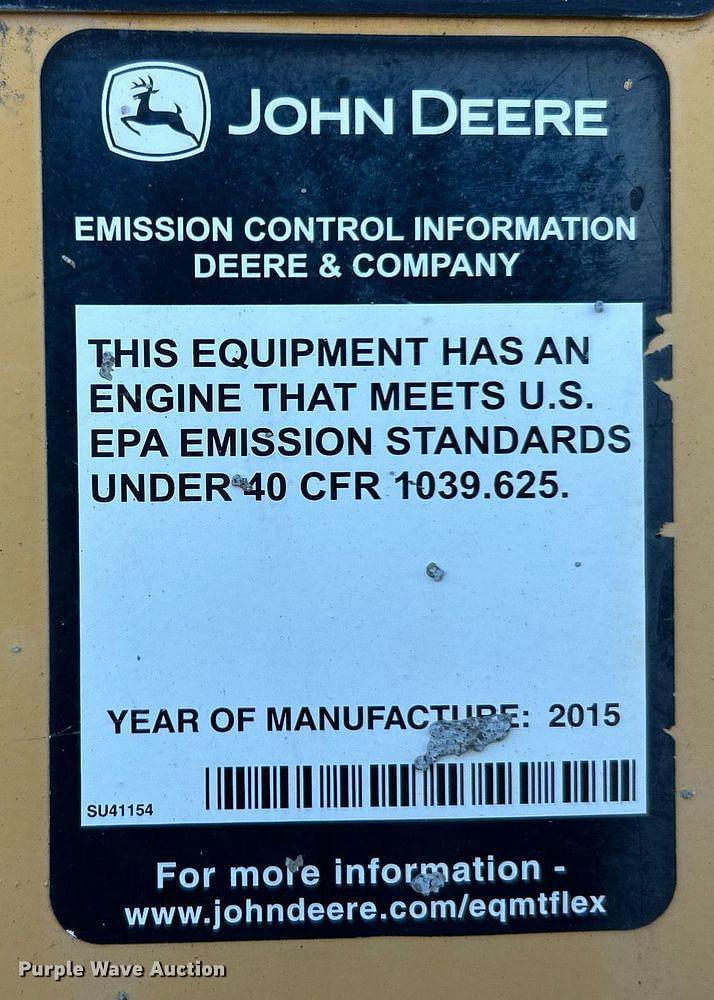 JOHN DEERE
EMISSION CONTROL INFORMATION
DEERE & COMPANY
THIS EQUIPMENT HAS AN
ENGINE THAT MEETS U.S.
EPA EMISSION STANDARDS
UNDER 40 CFR 1039.625.
YEAR OF MANUFACTURE: 2015
SU41154
For more information -
www.johndeere.com/eqmtflex
Purple Wave Auction